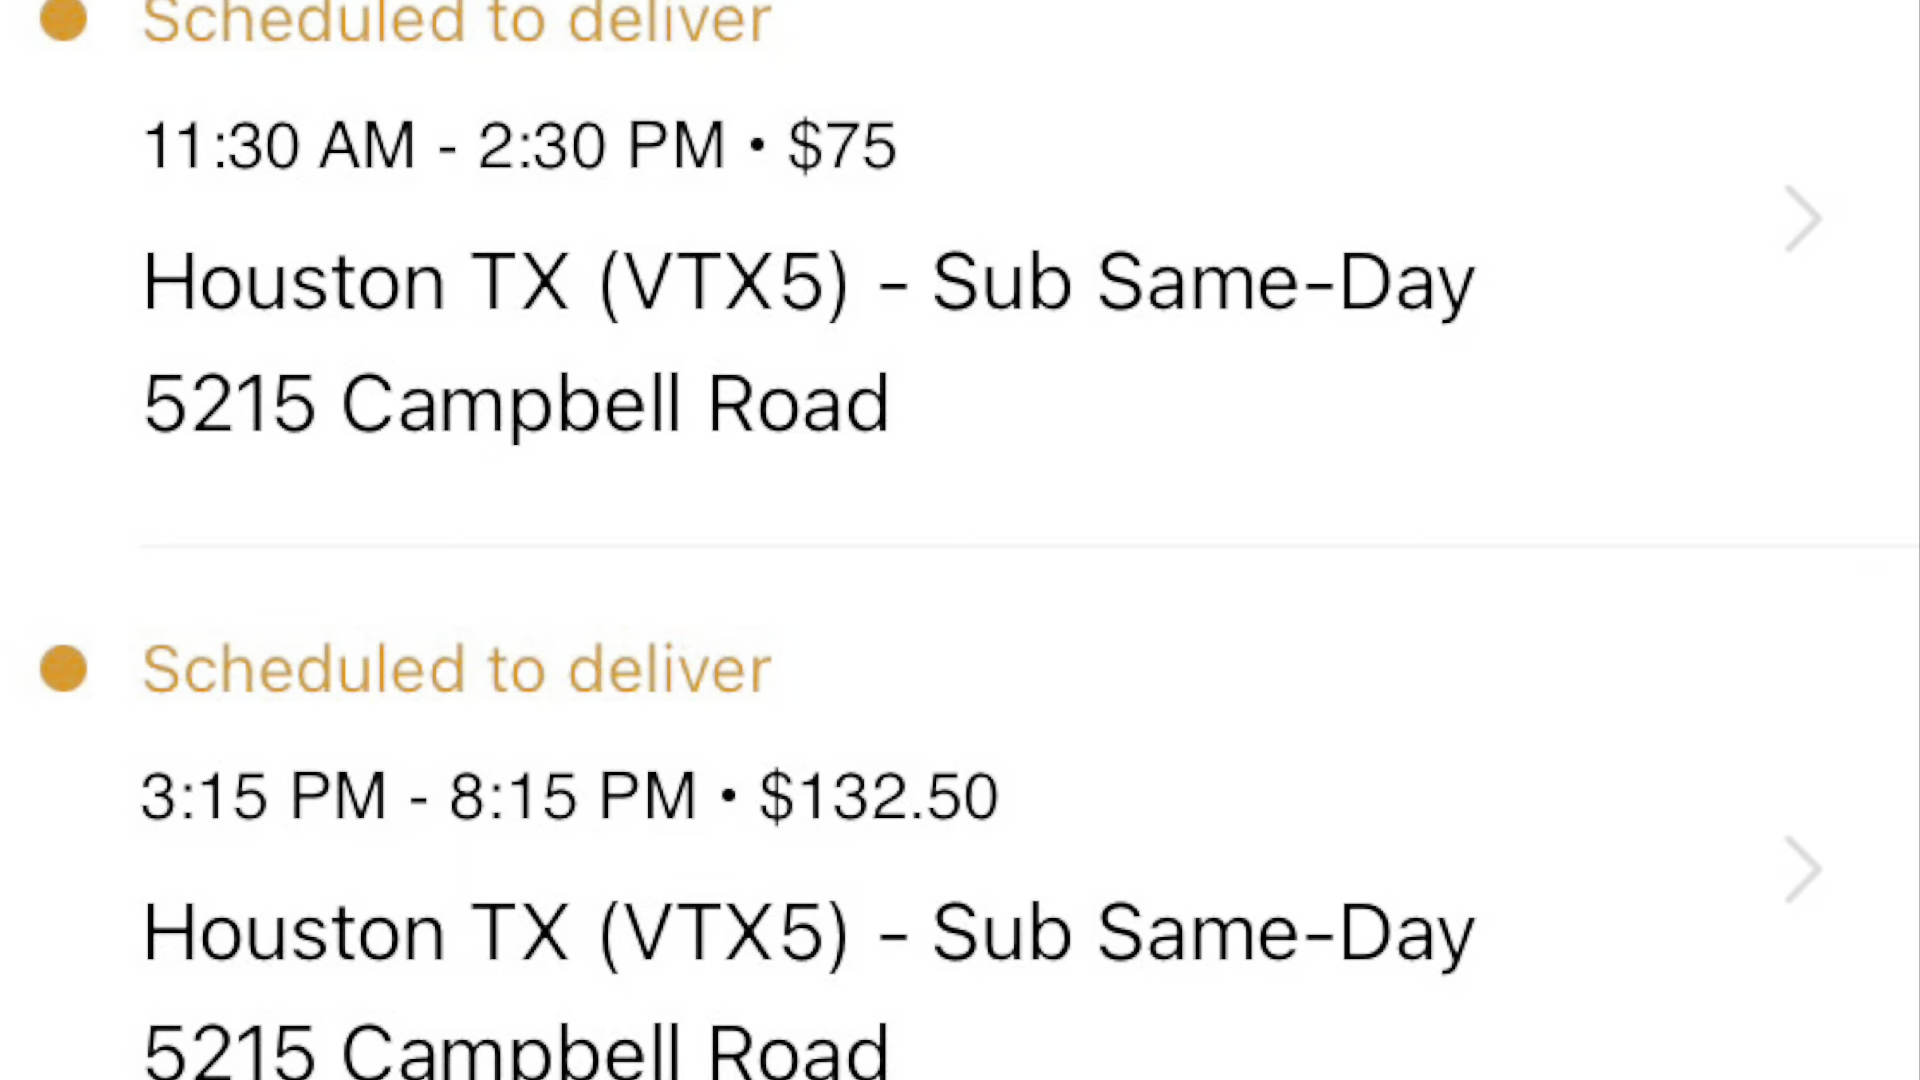 Scheduled to deliver
11:30 AM - 2:30 PM • $75
Houston TX (VTX5) - Sub Same-Day
5215 Campbell Road
Scheduled to deliver
3:15 PM - 8:15 PM • $132.50
Houston TX (VTX5) - Sub Same-Day
5215 Campbell Road